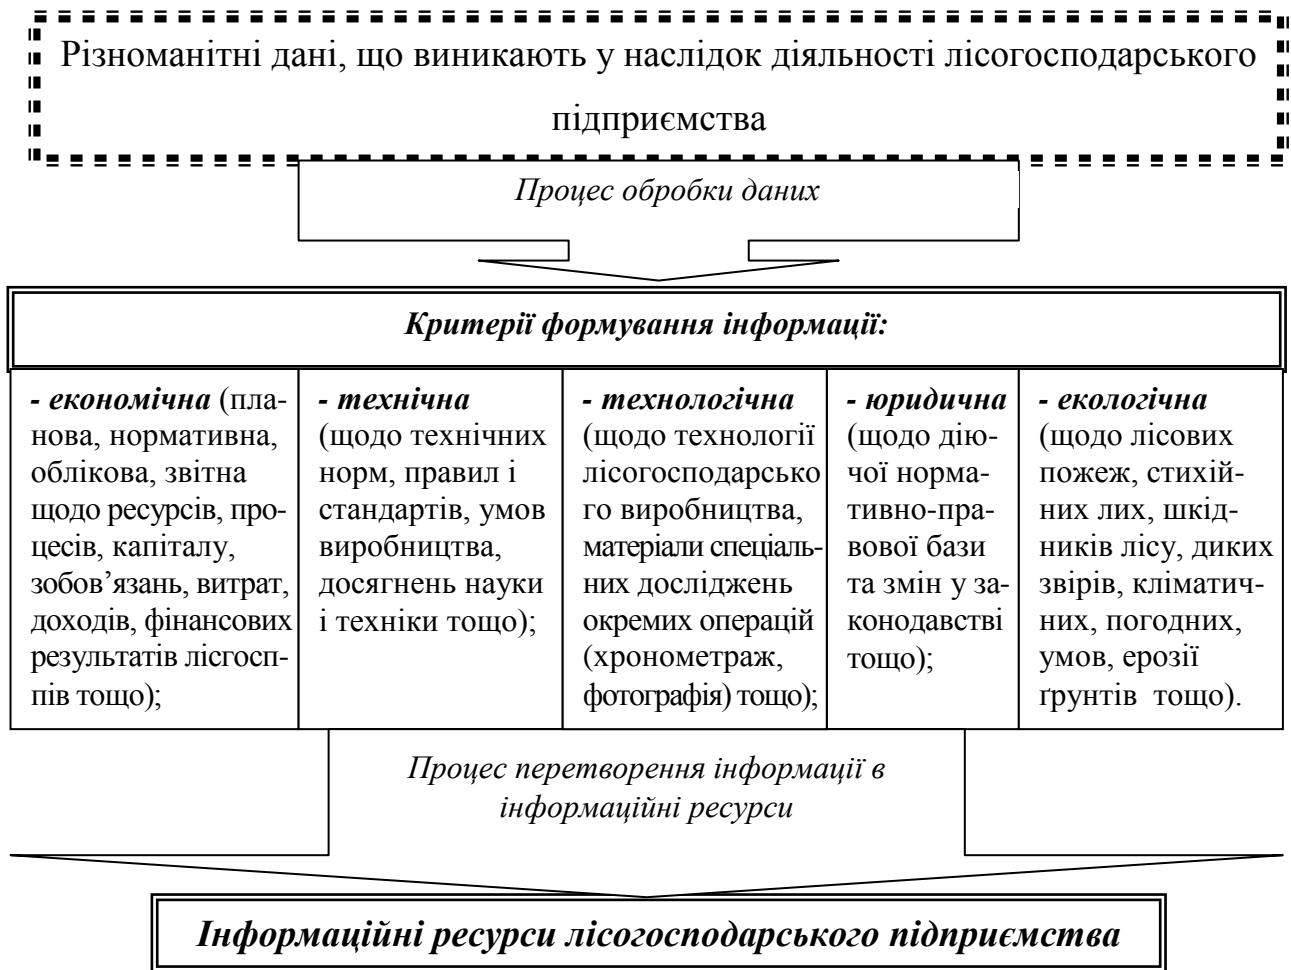 Різноманітні дані, що виникають у наслідок діяльності лісогосподарського
підприємства
Процес обробки даних
Критерії формування інформації:
- економічна (пла-
нова, нормативна,
облікова, звітна
щодо ресурсів, про-
цесів, капіталу,
зобов’язань, витрат,
доходів, фінансових
результатів лісгосп-
пів тощо);
- технічна
(щодо технічних
норм, правил і
стандартів, умов
виробництва,
досягнень науки
і техніки тощо);
- технологічна
(щодо технології
лісогосподарсько
го виробництва,
матеріали спеціаль-
них досліджень
окремих операцій
(хронометраж,
фотографія) тощо);
- юридична
(щодо дію-
чої норма-
тивно-пра-
вової бази
та змін у за-
конодавстві
тощо);
- екологічна
(щодо лісових
пожеж, стихій-
них лих, шкід-
ників лісу, диких
звірів, кліматич-
них, погодних,
умов, ерозії
ґрунтів тощо).
Процес перетворення інформації в
інформаційні ресурси
Інформаційні ресурси лісогосподарського підприємства